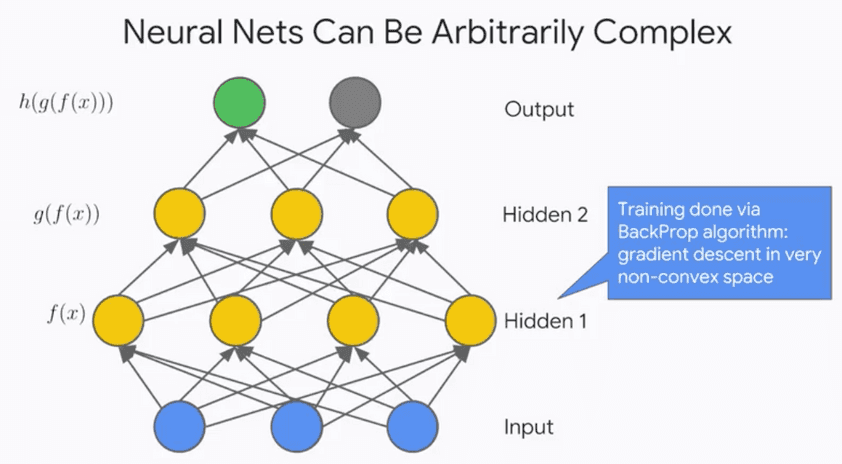 Neural Nets Can Be Arbitrarily Complex
h(g(f(x)))
Output
g(f(x))
Hidden 2
Training done via
BackProp algorithm:
gradient descent in very
non-convex space
f(x)
Hidden 1
Input